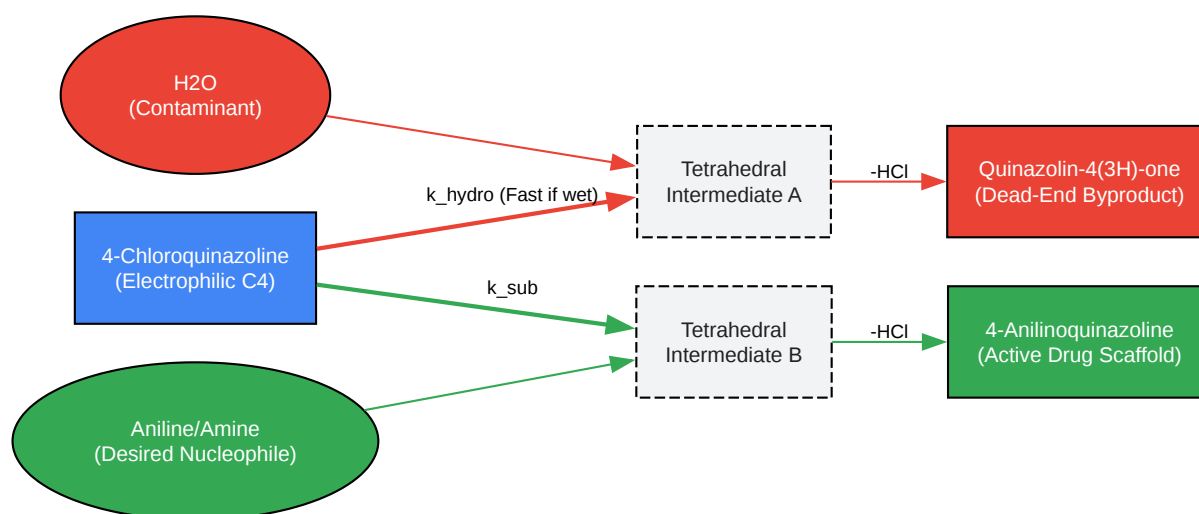 H2O
(Contaminant)
4-Chloroquinazoline
(Electrophilic C4)
Aniline/Amine
(Desired Nucleophile)
k_hydro (Fast if wet)
k_sub
Tetrahedral
Intermediate A
Tetrahedral
Intermediate B
-HCl
-HCl
Quinazolin-4(3H)-one
(Dead-End Byproduct)
4-Anilinoquinazoline
(Active Drug Scaffold)